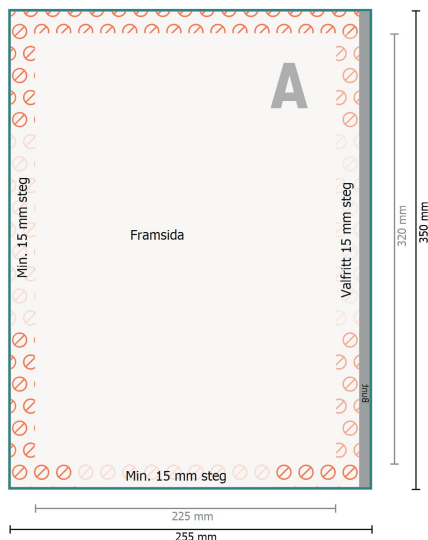 A
Min. 15 mm steg
Framsida
Valfritt 15 mm steg
320 mm
350 mm
Bruk
Min. 15 mm steg
225 mm
255 mm